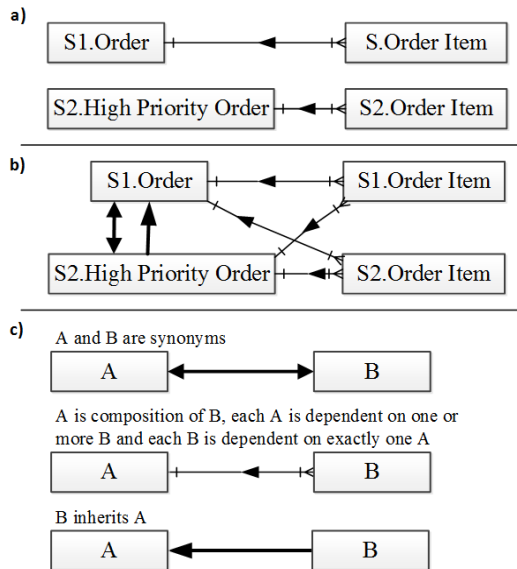 a)
S1.Order
S.Order Item
S2.High Priority Order
S2.Order Item
b)
S1.Order
S1.Order Item
S2.High Priority Order
S2.Order Item
c)
A and B are synonyms
A
B
A is composition of B, each A is dependent on one or
more B and each B is dependent on exactly one A
A
B
B inherits A
A
B